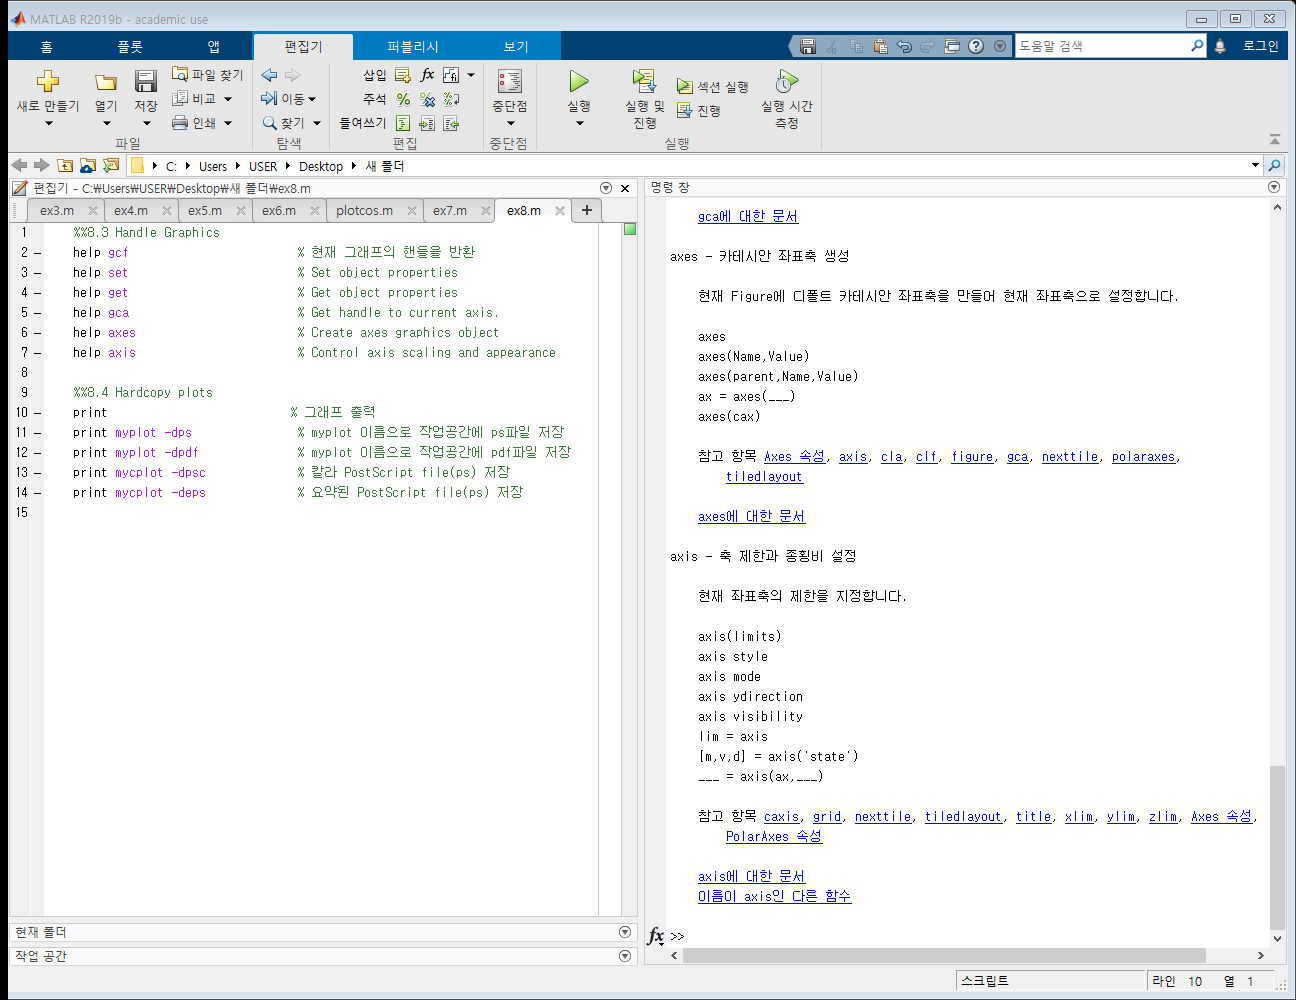 MATLAB R2019b - academic use
홈 플롯 앱 편집기 퍼블리시 보기 도움말 검색 로그인
새로 만들기 열기 저장 파일 찾기 비교 인쇄 파일
이동 찾기 탐색
삽입 fx 주석 들여쓰기 편집
중단점 중단점
실행 실행 및 진행 섹션 실행 진행 실행 시간 측정 실행
C: Users USER Desktop 새 폴더
편집기 - C:₩Users₩USER₩Desktop₩새 폴더₩ex8.m
ex3.m ex4.m ex5.m ex6.m plotcos.m ex7.m ex8.m
1 %%8.3 Handle Graphics
2 – help gcf % 현재 그래프의 핸들을 반환
3 – help set % Set object properties
4 – help get % Get object properties
5 – help gca % Get handle to current axis.
6 – help axes % Create axes graphics object
7 – help axis % Control axis scaling and appearance
8
9 %%8.4 Hardcopy plots
10 – print % 그래프 출력
11 – print myplot -dps % myplot 이름으로 작업공간에 ps파일 저장
12 – print myplot -dpdf % myplot 이름으로 작업공간에 pdf파일 저장
13 – print mycplot -dpsc % 칼라 PostScript file(ps) 저장
14 – print mycplot -deps % 요약된 PostScript file(ps) 저장
15
현재 폴더
작업 공간
명령 창
gca에 대한 문서
axes - 카테시안 좌표축 생성
현재 Figure에 디폴트 카테시안 좌표축을 만들어 현재 좌표축으로 설정합니다.
axes
axes(Name,Value)
axes(parent,Name,Value)
ax = axes(___)
axes(cax)
참고 항목 Axes 속성, axis, cla, clf, figure, gca, nexttile, polaraxes,
tiledlayout
axes에 대한 문서
axis - 축 제한과 종횡비 설정
현재 좌표축의 제한을 지정합니다.
axis(limits)
axis style
axis mode
axis ydirection
axis visibility
lim = axis
[m,v,d] = axis('state')
___ = axis(ax,___)
참고 항목 caxis, grid, nexttile, tiledlayout, title, xlim, ylim, zlim, Axes 속성,
PolarAxes 속성
axis에 대한 문서
이름이 axis인 다른 함수
fx >>
스크립트 라인 10 열 1